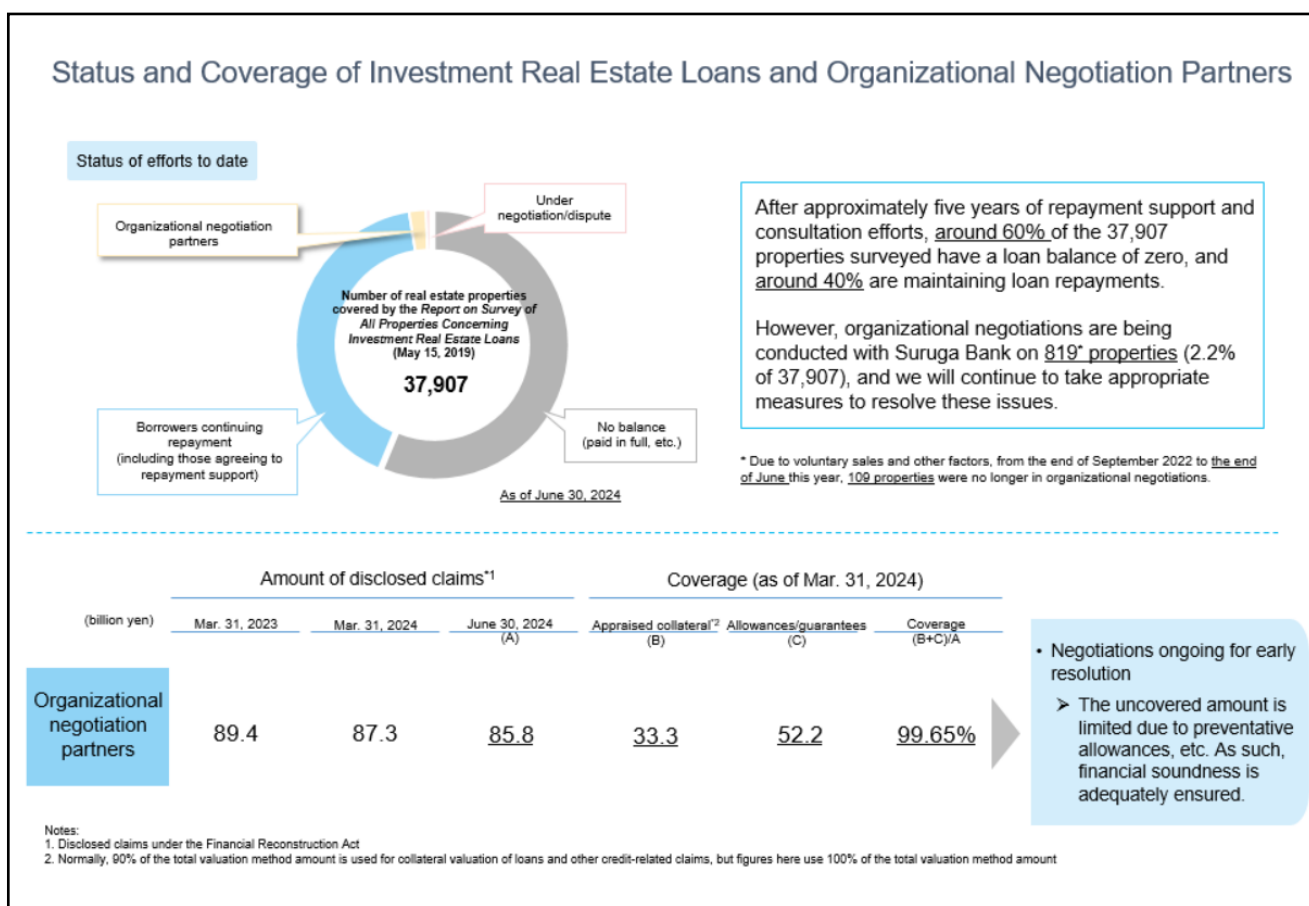 Status and Coverage of Investment Real Estate Loans and Organizational Negotiation Partners
Status of efforts to date
Organizational negotiation
partners
Under
negotiation/dispute
Number of real estate properties
covered by the Report on Survey of
All Properties Concerning
Investment Real Estate Loans
(May 15, 2019)
37,907
Borrowers continuing
repayment
(including those agreeing to
repayment support)
No balance
(paid in full, etc.)
As of June 30, 2024
After approximately five years of repayment support and
consultation efforts, around 60% of the 37,907
properties surveyed have a loan balance of zero, and
around 40% are maintaining loan repayments.
However, organizational negotiations are being
conducted with Suruga Bank on 819* properties (2.2%
of 37,907), and we will continue to take appropriate
measures to resolve these issues.
* Due to voluntary sales and other factors, from the end of September 2022 to the end
of June this year, 109 properties were no longer in organizational negotiations.
Amount of disclosed claims*1
Coverage (as of Mar. 31, 2024)
(billion yen)
Mar. 31, 2023
Mar. 31, 2024
June 30, 2024
(A)
Appraised collateral*2
(B)
Allowances/guarantees
(C)
Coverage
(B+C)/A
Organizational
negotiation
partners
89.4
87.3
85.8
33.3
52.2
99.65%
• Negotiations ongoing for early
resolution
➢ The uncovered amount is
limited due to preventative
allowances, etc. As such,
financial soundness is
adequately ensured.
Notes:
1. Disclosed claims under the Financial Reconstruction Act
2. Normally, 90% of the total valuation method amount is used for collateral valuation of loans and other credit-related claims, but figures here use 100% of the total valuation method amount